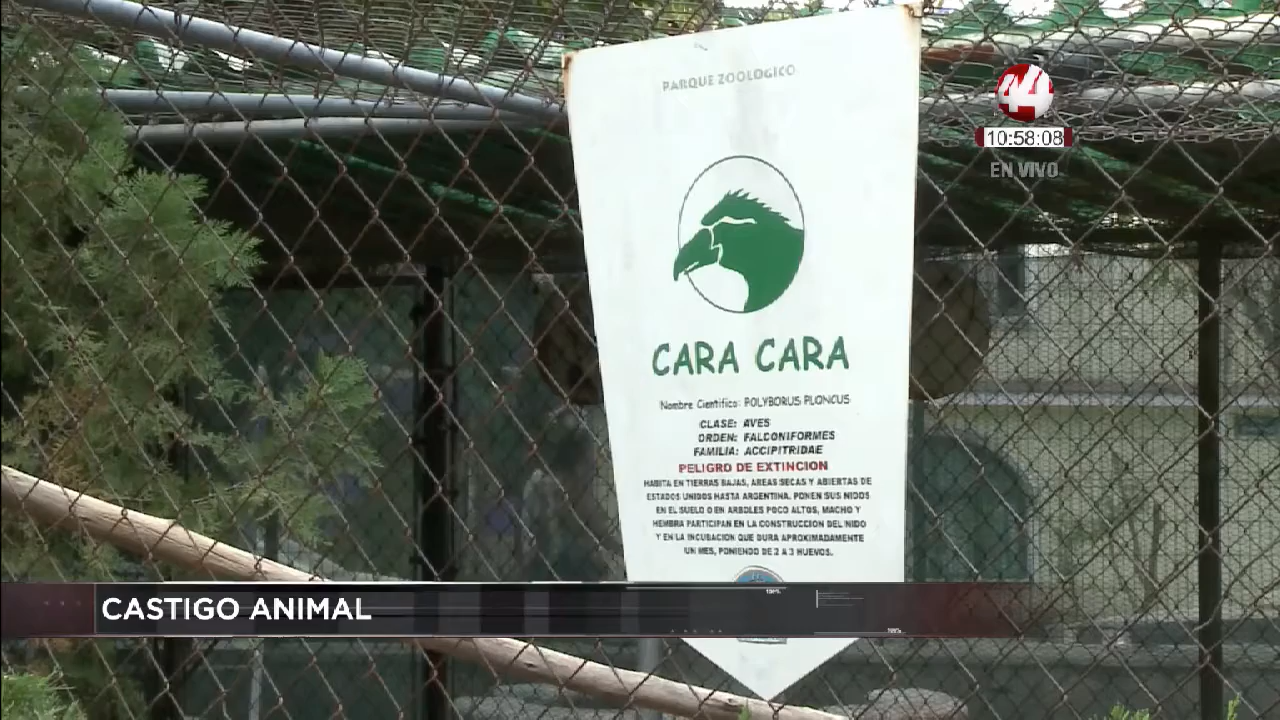 PARQUE ZOOLOGICO
44
10:58:08
EN VIVO
CARA CARA
Nombre Cientifico: POLYBORUS PLONCUS
CLASE: AVES
ORDEN: FALCONIFORMES
FAMILIA: ACCIPITRIDAE
PELIGRO DE EXTINCION
HABITA EN TIERRAS BAJAS, AREAS SECAS Y ABIERTAS DE
ESTADOS UNIDOS HASTA ARGENTINA. PONEN SUS NIDOS
EN EL SUELO O EN ARBOLES POCO ALTOS, MACHO Y
HEMBRA PARTICIPAN EN LA CONSTRUCCION DEL NIDO
Y EN LA INCUBACION QUE DURA APROXIMADAMENTE
UN MES, PONIENDO DE 2 A 3 HUEVOS.
CASTIGO ANIMAL